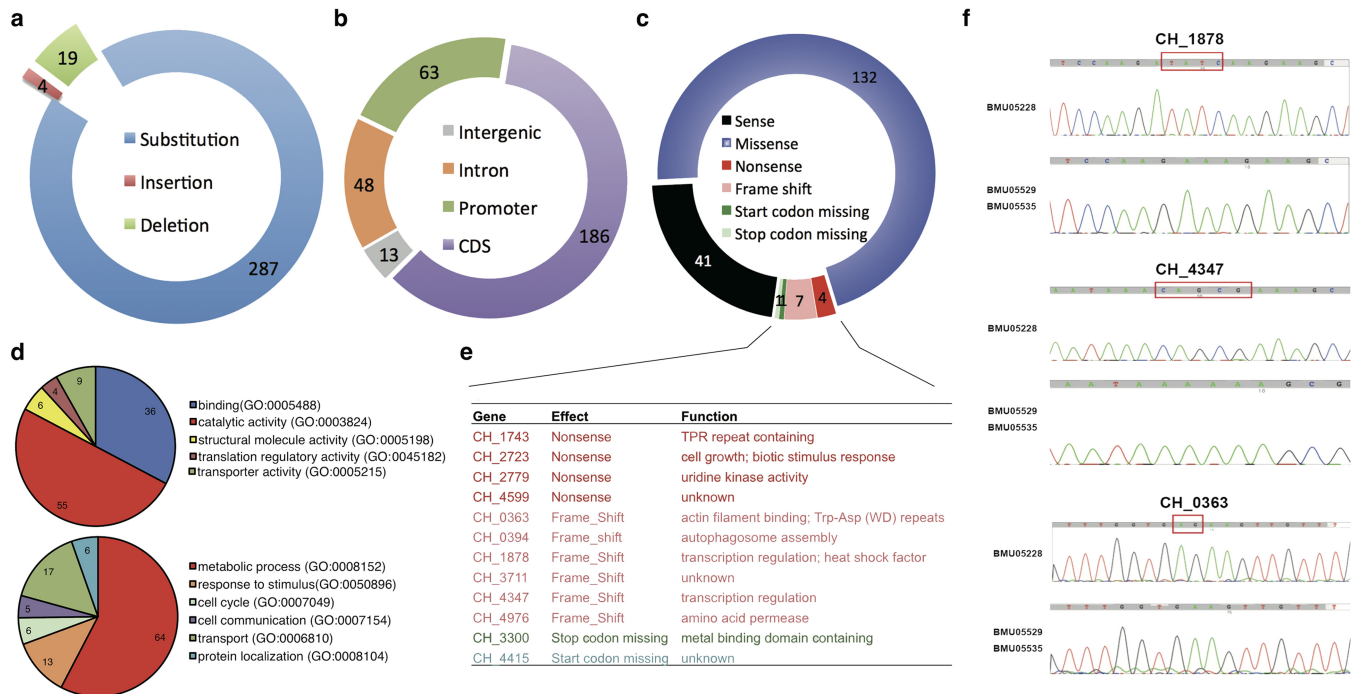 a
19
4
Substitution
Insertion
Deletion
287
b
63
48
13
186
Intergenic
Intron
Promoter
CDS
c
132
Sense
Missense
Nonsense
Frame shift
Start codon missing
Stop codon missing
41
1
1
7
4
d
9
4
6
36
55
binding(GO:0005488)
catalytic activity (GO:0003824)
structural molecule activity (GO:0005198)
translation regulatory activity (GO:0045182)
transporter activity (GO:0005215)
6
17
5
6
13
64
metabolic process (GO:0008152)
response to stimulus(GO:0050896)
cell cycle (GO:0007049)
cell communication (GO:0007154)
transport (GO:0006810)
protein localization (GO:0008104)
e
Gene Effect Function
CH_1743 Nonsense TPR repeat containing
CH_2723 Nonsense cell growth; biotic stimulus response
CH_2779 Nonsense uridine kinase activity
CH_4599 Nonsense unknown
CH_0363 Frame_Shift actin filament binding; Trp-Asp (WD) repeats
CH_0394 Frame_shift autophagosome assembly
CH_1878 Frame_Shift transcription regulation; heat shock factor
CH_3711 Frame_Shift unknown
CH_4347 Frame_Shift transcription regulation
CH_4976 Frame_Shift amino acid permease
CH_3300 Stop codon missing metal binding domain containing
CH_4415 Start codon missing unknown
f
CH_1878
T C C A A G A T A T C A A G A A G C
BMU05228
T C C A A G A A A G A A G C
BMU05529
BMU05535
CH_4347
A A T A A A C A G C G A A A G C
BMU05228
A A T A A A A A A G C G
BMU05529
BMU05535
CH_0363
T T T G G T G A G A A G T T G T T T
BMU05228
T T T G G T G A A G T T G T T T
BMU05529
BMU05535